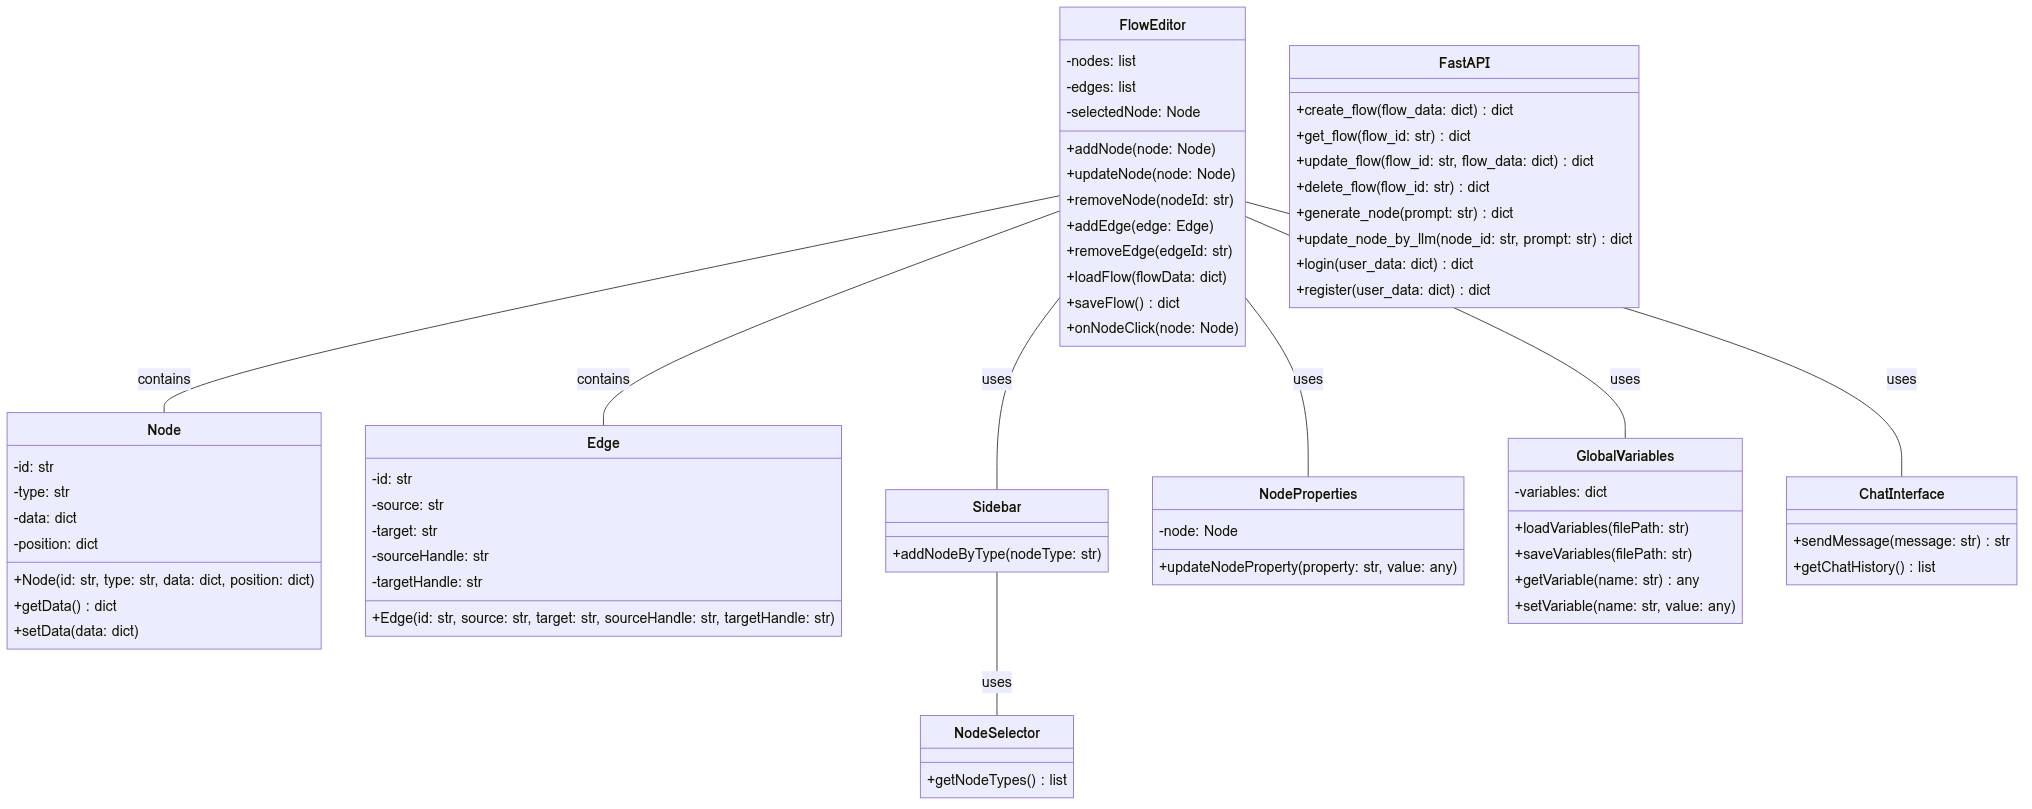 FlowEditor
-nodes: list
-edges: list
-selectedNode: Node
+addNode(node: Node)
+updateNode(node: Node)
+removeNode(nodeId: str)
+addEdge(edge: Edge)
+removeEdge(edgeId: str)
+loadFlow(flowData: dict)
+saveFlow() : dict
+onNodeClick(node: Node)
FastAPI
+create_flow(flow_data: dict) : dict
+get_flow(flow_id: str) : dict
+update_flow(flow_id: str, flow_data: dict) : dict
+delete_flow(flow_id: str) : dict
+generate_node(prompt: str) : dict
+update_node_by_llm(node_id: str, prompt: str) : dict
+login(user_data: dict) : dict
+register(user_data: dict) : dict
contains
contains
uses
uses
uses
uses
Node
-id: str
-type: str
-data: dict
-position: dict
+Node(id: str, type: str, data: dict, position: dict)
+getData() : dict
+setData(data: dict)
Edge
-id: str
-source: str
-target: str
-sourceHandle: str
-targetHandle: str
+Edge(id: str, source: str, target: str, sourceHandle: str, targetHandle: str)
Sidebar
+addNodeByType(nodeType: str)
NodeProperties
-node: Node
+updateNodeProperty(property: str, value: any)
GlobalVariables
-variables: dict
+loadVariables(filePath: str)
+saveVariables(filePath: str)
+getVariable(name: str) : any
+setVariable(name: str, value: any)
ChatInterface
+sendMessage(message: str) : str
+getChatHistory() : list
uses
NodeSelector
+getNodeTypes() : list